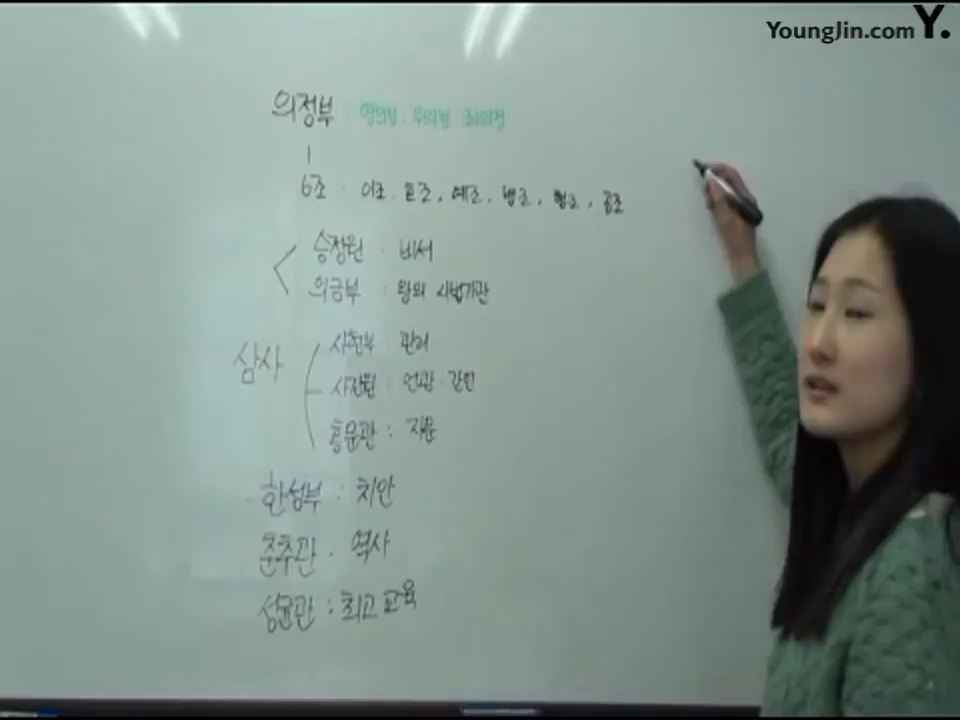 YoungJin.com Y.
의정부 : 영의정, 우의정 좌의정
6조 : 이조, 호조, 예조, 병조, 형조, 공조
승정원 : 비서
의금부 : 왕의 사법기관
삼사
사헌부 : 관리
사간원 : 언관·간언
홍문관 : 자문
한성부 : 치안
춘추관 : 역사
성균관 : 최고 교육